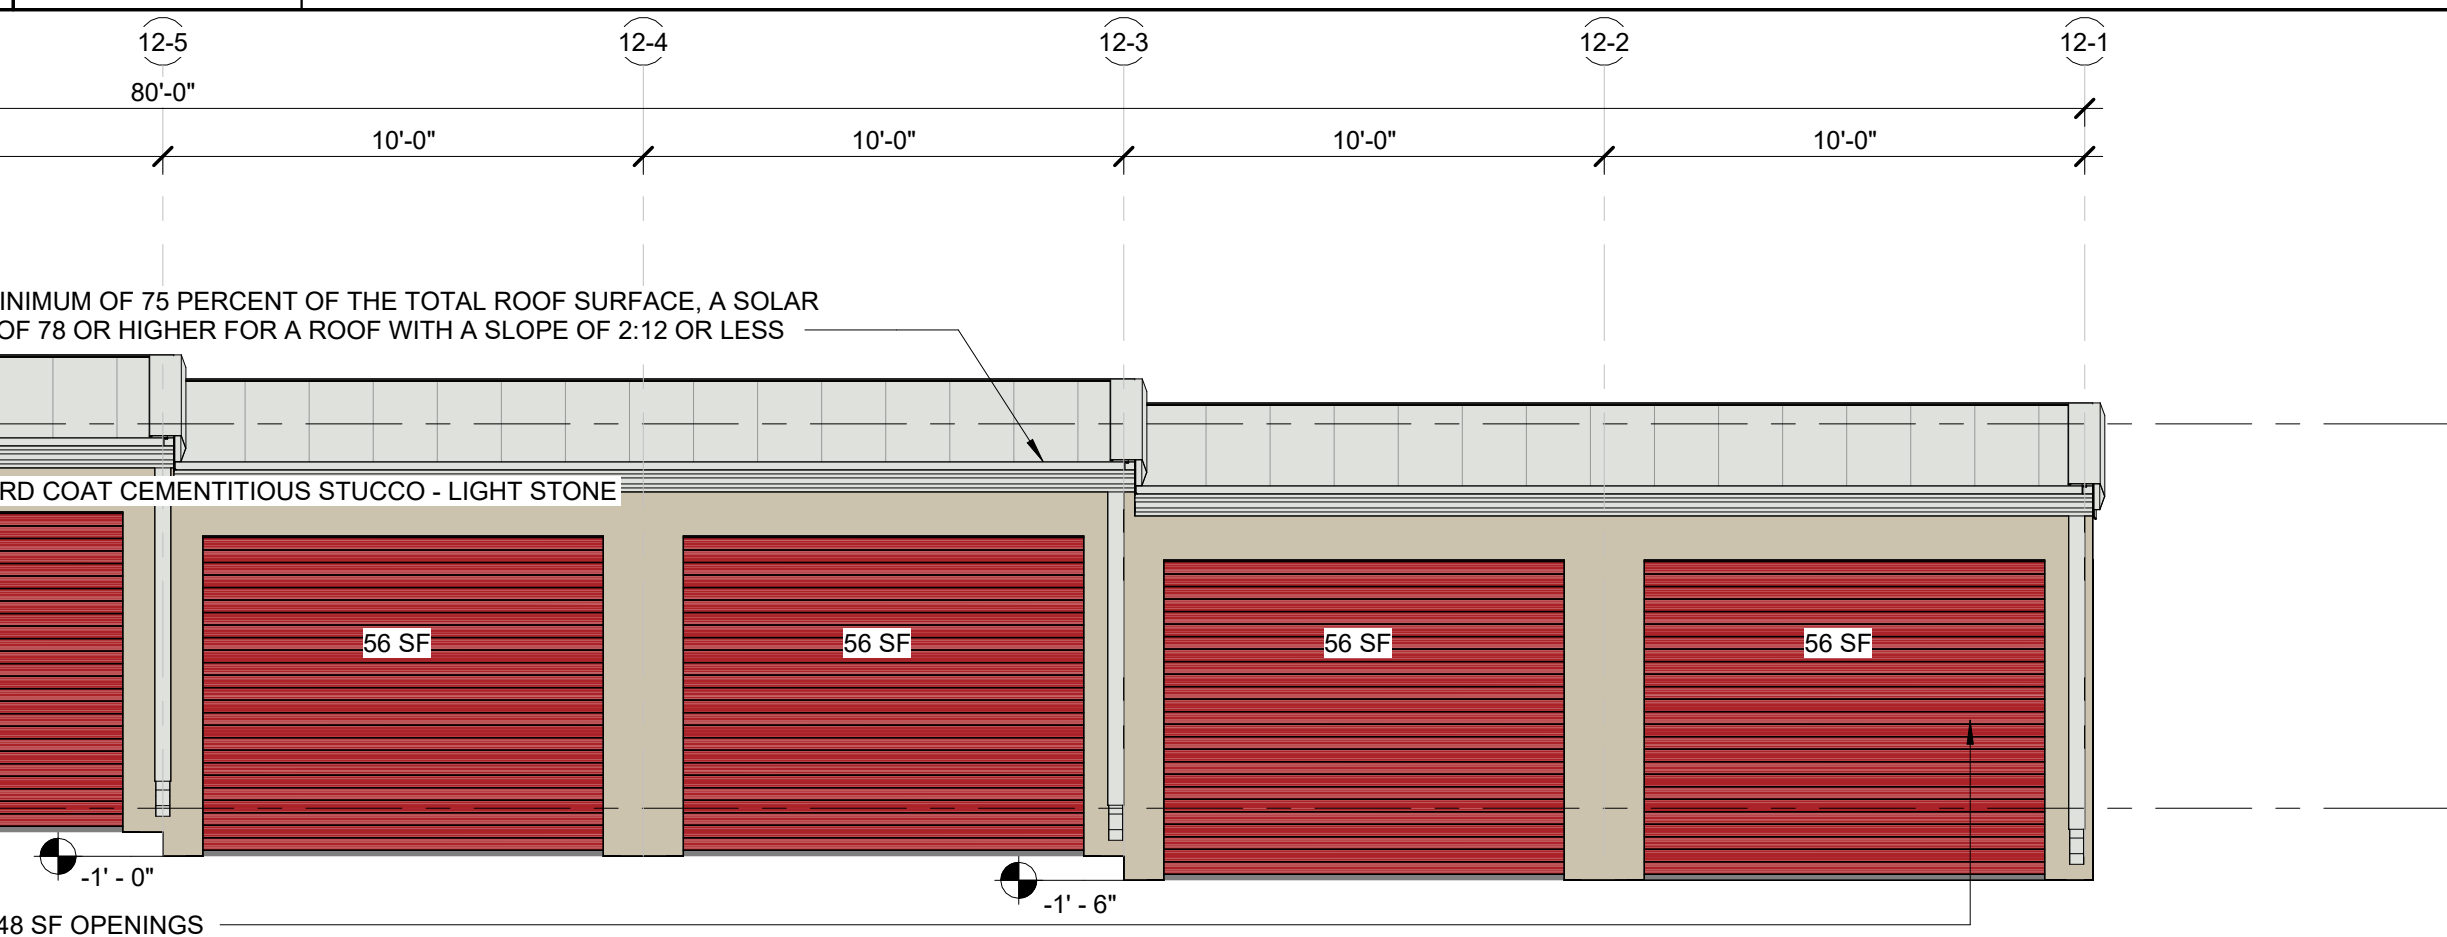 12-5 12-4 12-3 12-2 12-1
80'-0"
10'-0" 10'-0" 10'-0" 10'-0"
INIMUM OF 75 PERCENT OF THE TOTAL ROOF SURFACE, A SOLAR
OF 78 OR HIGHER FOR A ROOF WITH A SLOPE OF 2:12 OR LESS
RD COAT CEMENTITIOUS STUCCO - LIGHT STONE
56 SF 56 SF 56 SF 56 SF
-1' - 0"
-1' - 6"
48 SF OPENINGS